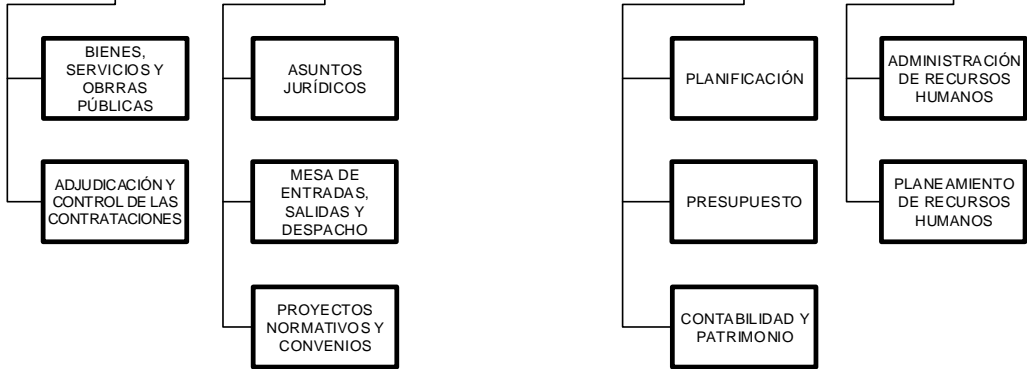 BIENES,
SERVICIOS Y
OBRRAS
PÚBLICAS
ADJUDICACIÓN Y
CONTROL DE LAS
CONTRATACIONES
ASUNTOS
JURÍDICOS
MESA DE
ENTRADAS,
SALIDAS Y
DESPACHO
PROYECTOS
NORMATIVOS Y
CONVENIOS
PLANIFICACIÓN
PRESUPUESTO
CONTABILIDAD Y
PATRIMONIO
ADMINISTRACIÓN
DE RECURSOS
HUMANOS
PLANEAMIENTO
DE RECURSOS
HUMANOS